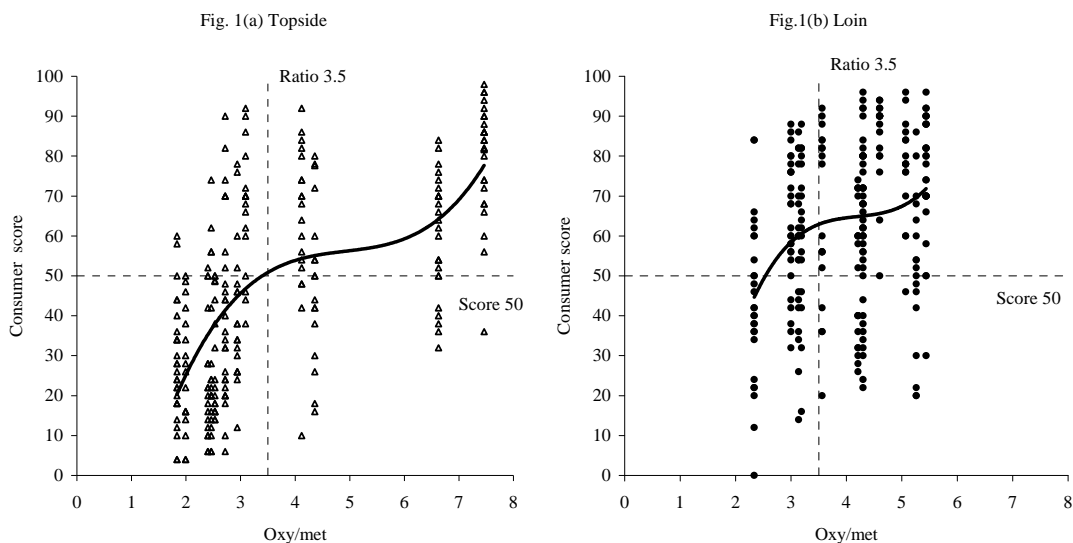 Fig. 1(a) Topside
Ratio 3.5
100
90
80
70
60
50
40
30
20
10
0
Consumer score
Score 50
0 1 2 3 4 5 6 7 8
Oxy/met
Fig.1(b) Loin
Ratio 3.5
100
90
80
70
60
50
40
30
20
10
0
Consumer score
Score 50
0 1 2 3 4 5 6 7 8
Oxy/met